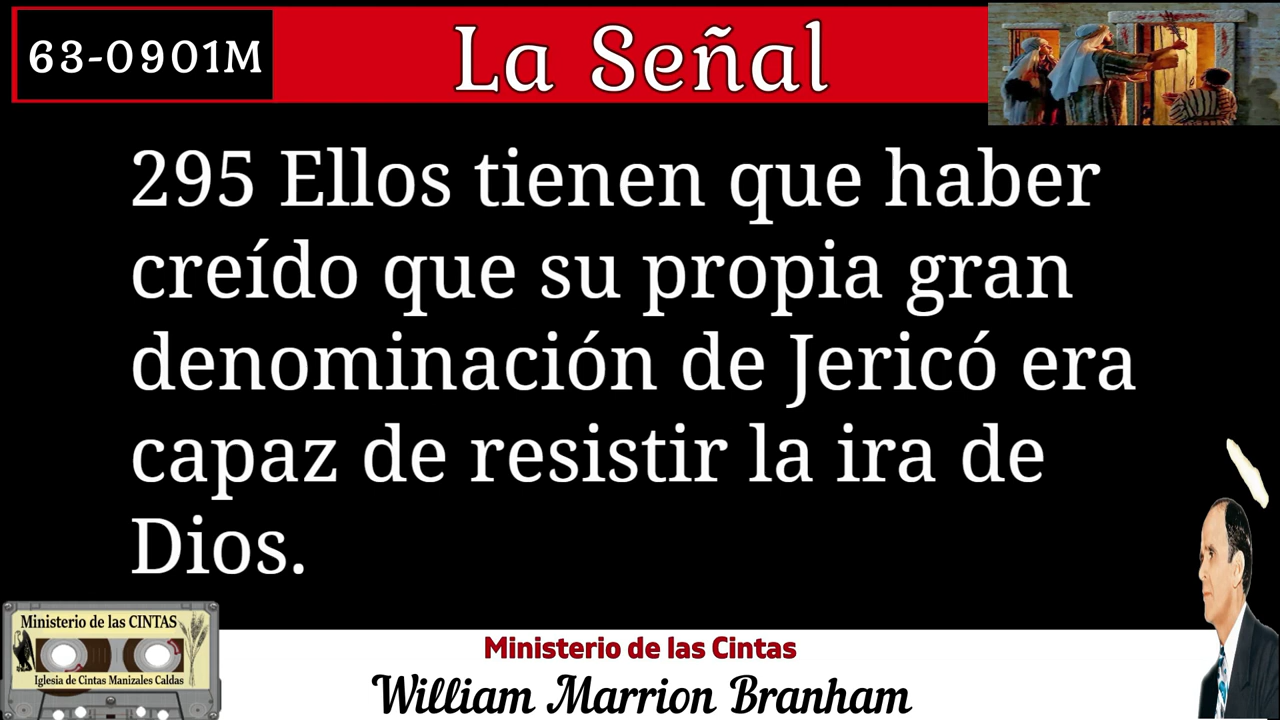 63-0901M
La Señal
295 Ellos tienen que haber
creído que su propia gran
denominación de Jericó era
capaz de resistir la ira de
Dios.
Ministerio de las CINTAS
Iglesia de Cintas Manizales Caldas
Ministerio de las Cintas
William Marrion Branham